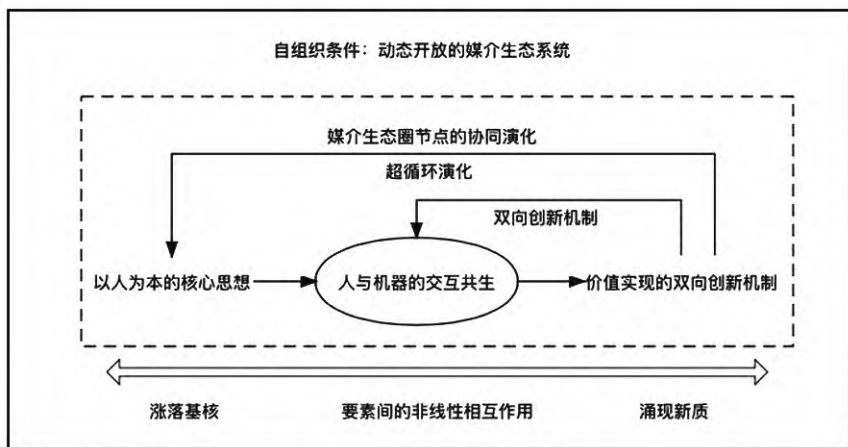 自组织条件：动态开放的媒介生态系统
媒介生态圈节点的协同演化
超循环演化
双向创新机制
以人为本的核心思想
人与机器的交互共生
价值实现的双向创新机制
涨落基核
要素间的非线性相互作用
涌现新质